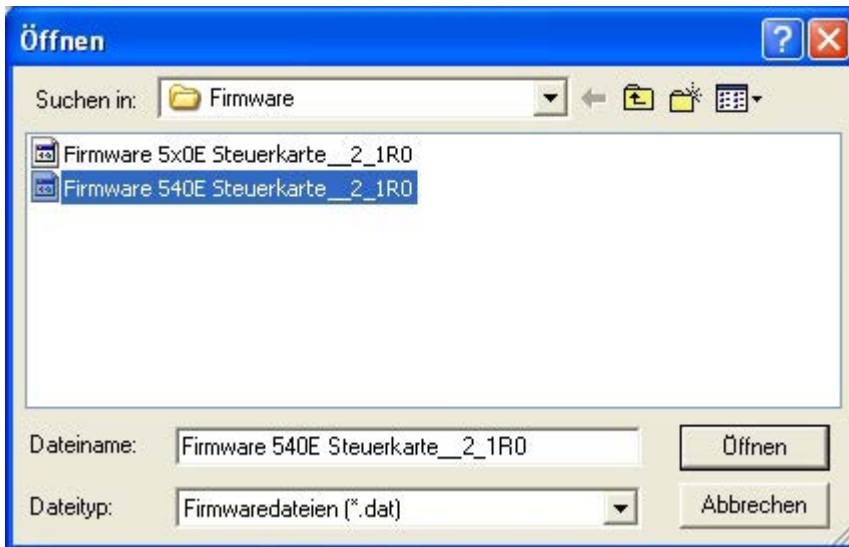 Öffnen
Suchen in: Firmware
Firmware 5x0E Steuerkarte__2_1R0
Firmware 540E Steuerkarte__2_1R0
Dateiname: Firmware 540E Steuerkarte__2_1R0 Öffnen
Dateityp: Firmwaredateien (*.dat) Abbrechen